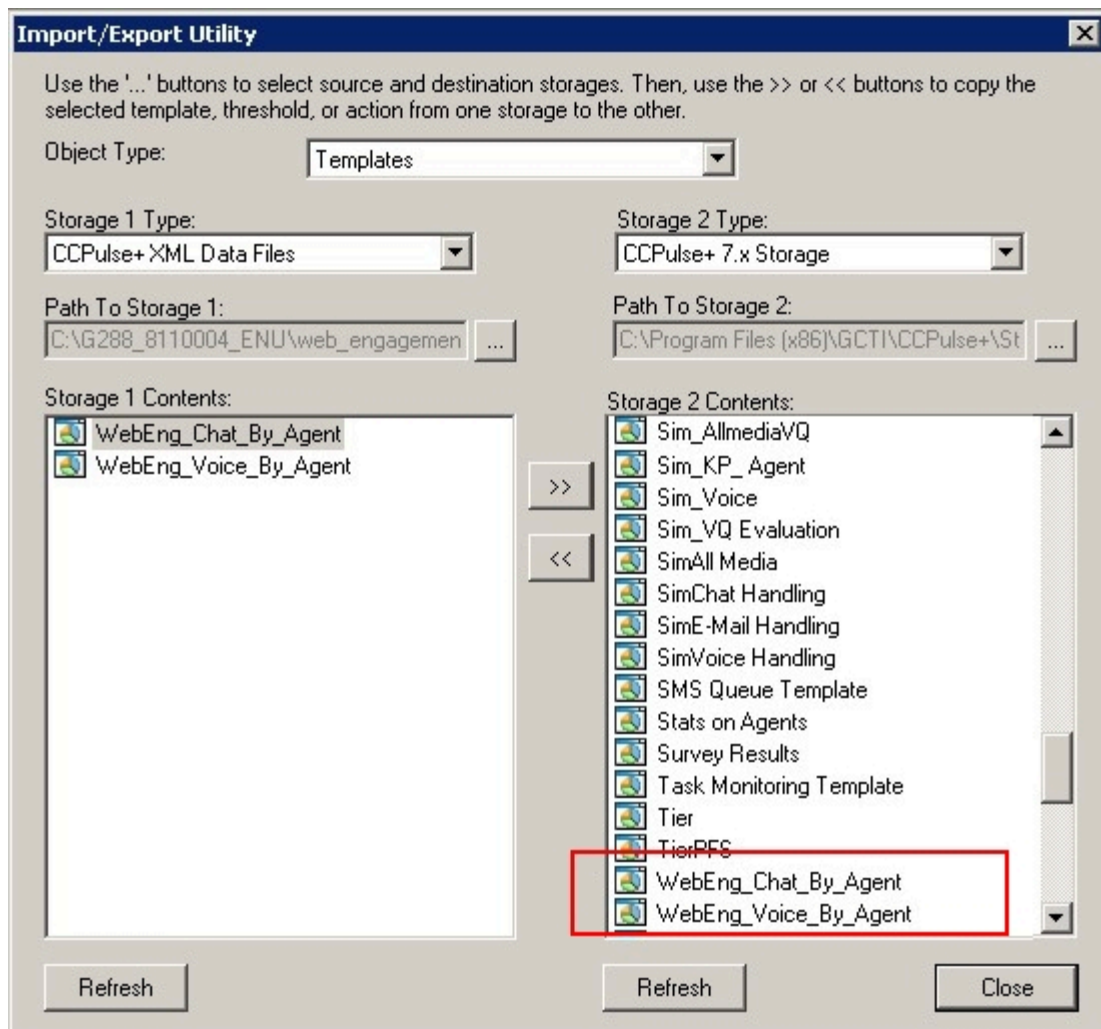 Import/Export Utility
Use the '...' buttons to select source and destination storages. Then, use the >> or << buttons to copy the
selected template, threshold, or action from one storage to the other.
Object Type:
Templates
Storage 1 Type:
CCPulse+ XML Data Files
Storage 2 Type:
CCPulse+ 7.x Storage
Path To Storage 1:
C:\G288_8110004_ENU\web_engagemen
...
Path To Storage 2:
C:\Program Files (x86)\GCTI\CCPulse+\St
...
Storage 1 Contents:
WebEng_Chat_By_Agent
WebEng_Voice_By_Agent
>>
<<
Storage 2 Contents:
Sim_AllmediaVQ
Sim_KP_ Agent
Sim_Voice
Sim_VQ Evaluation
SimAll Media
SimChat Handling
SimE-Mail Handling
SimVoice Handling
SMS Queue Template
Stats on Agents
Survey Results
Task Monitoring Template
Tier
TierPFS
WebEng_Chat_By_Agent
WebEng_Voice_By_Agent
Refresh
Refresh
Close